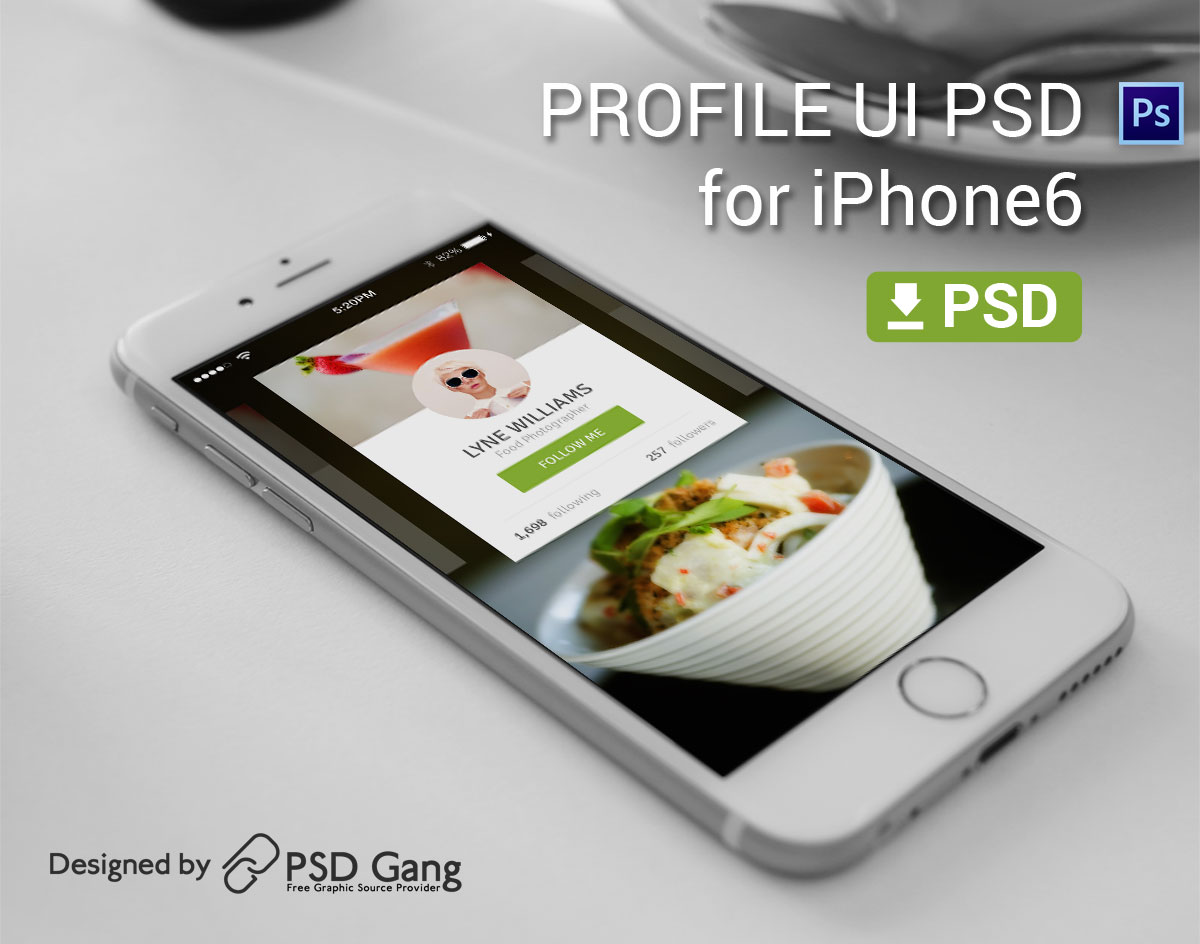 PROFILE UI PSD
Ps
for iPhone6
PSD
82%
5:20PM
LYNE WILLIAMS
Food Photographer
FOLLOW ME
257 followers
1,698 following
Designed by
PSD Gang
Free Graphic Source Provider